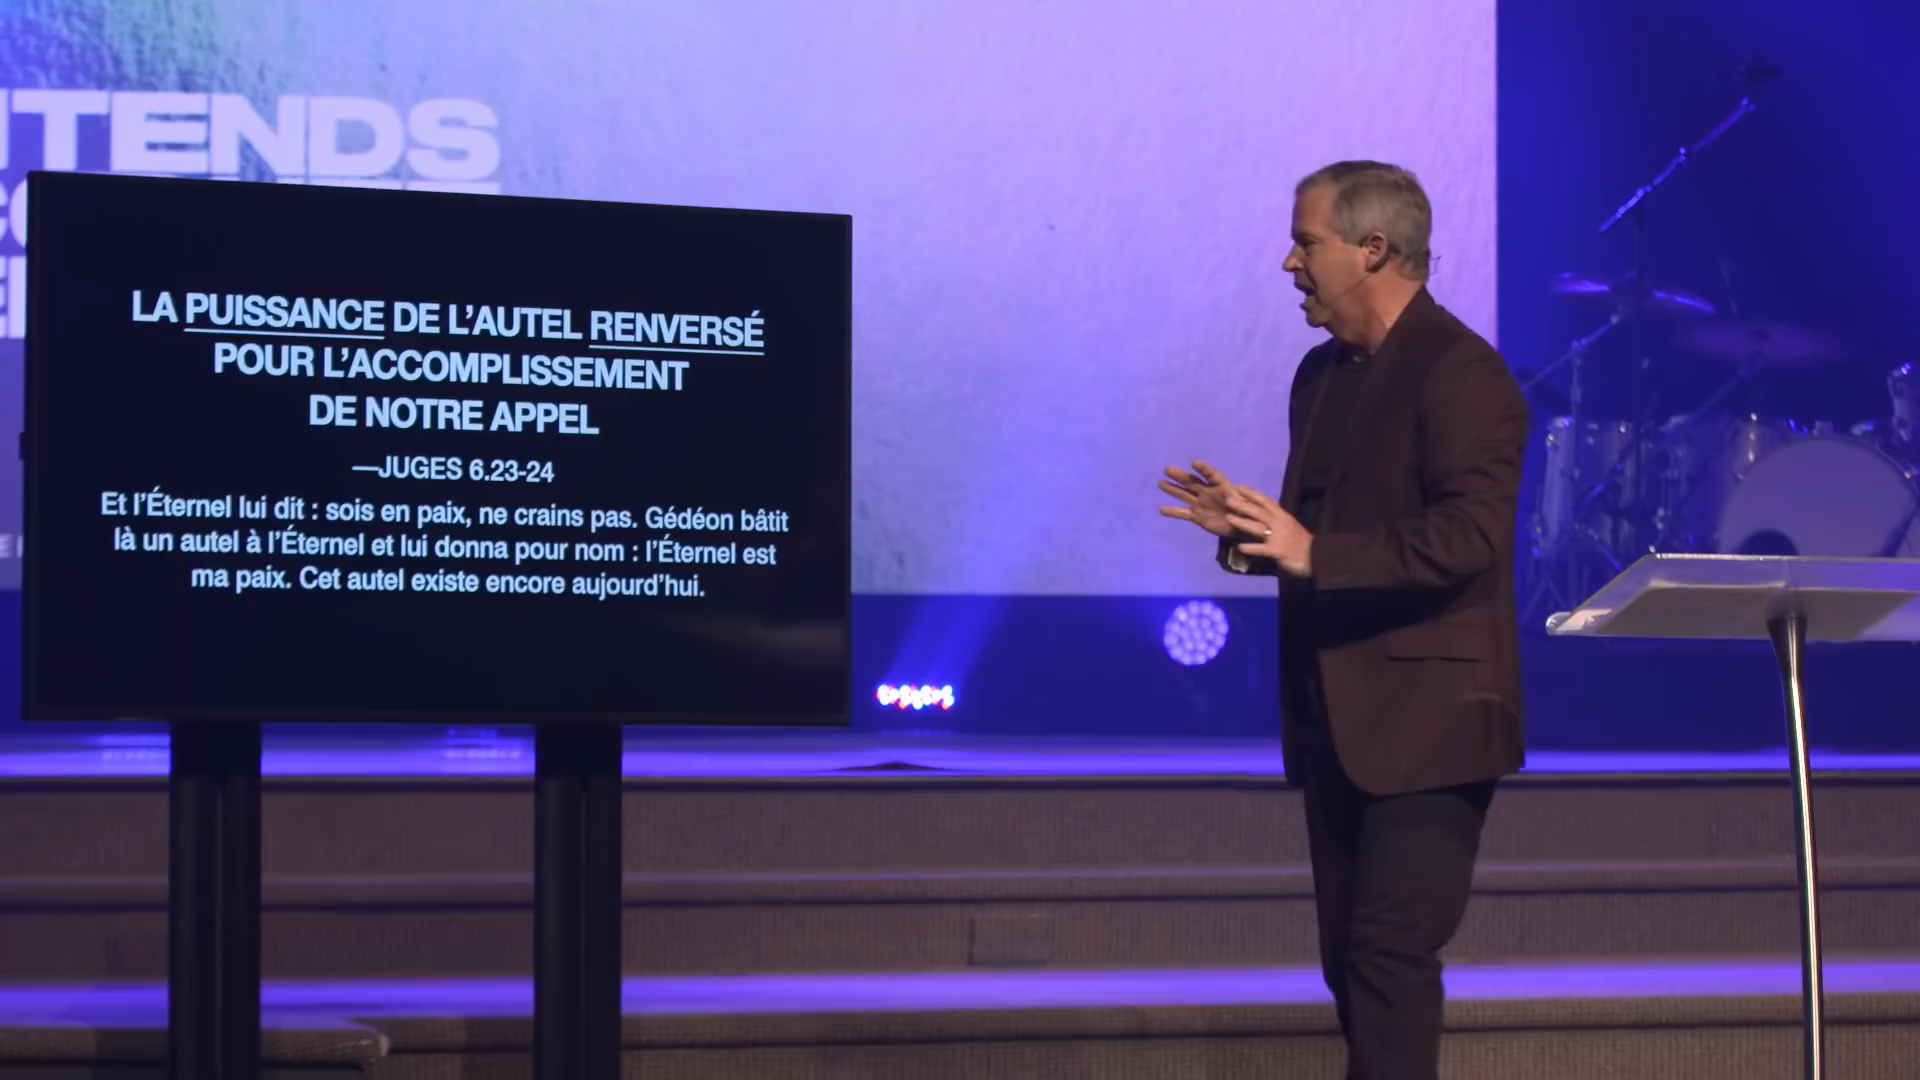 NTENDS
LA PUISSANCE DE L'AUTEL RENVERSÉ
POUR L'ACCOMPLISSEMENT
DE NOTRE APPEL
—JUGES 6.23-24
Et l'Éternel lui dit : sois en paix, ne crains pas. Gédéon bâtit
là un autel à l'Éternel et lui donna pour nom : l'Éternel est
ma paix. Cet autel existe encore aujourd'hui.